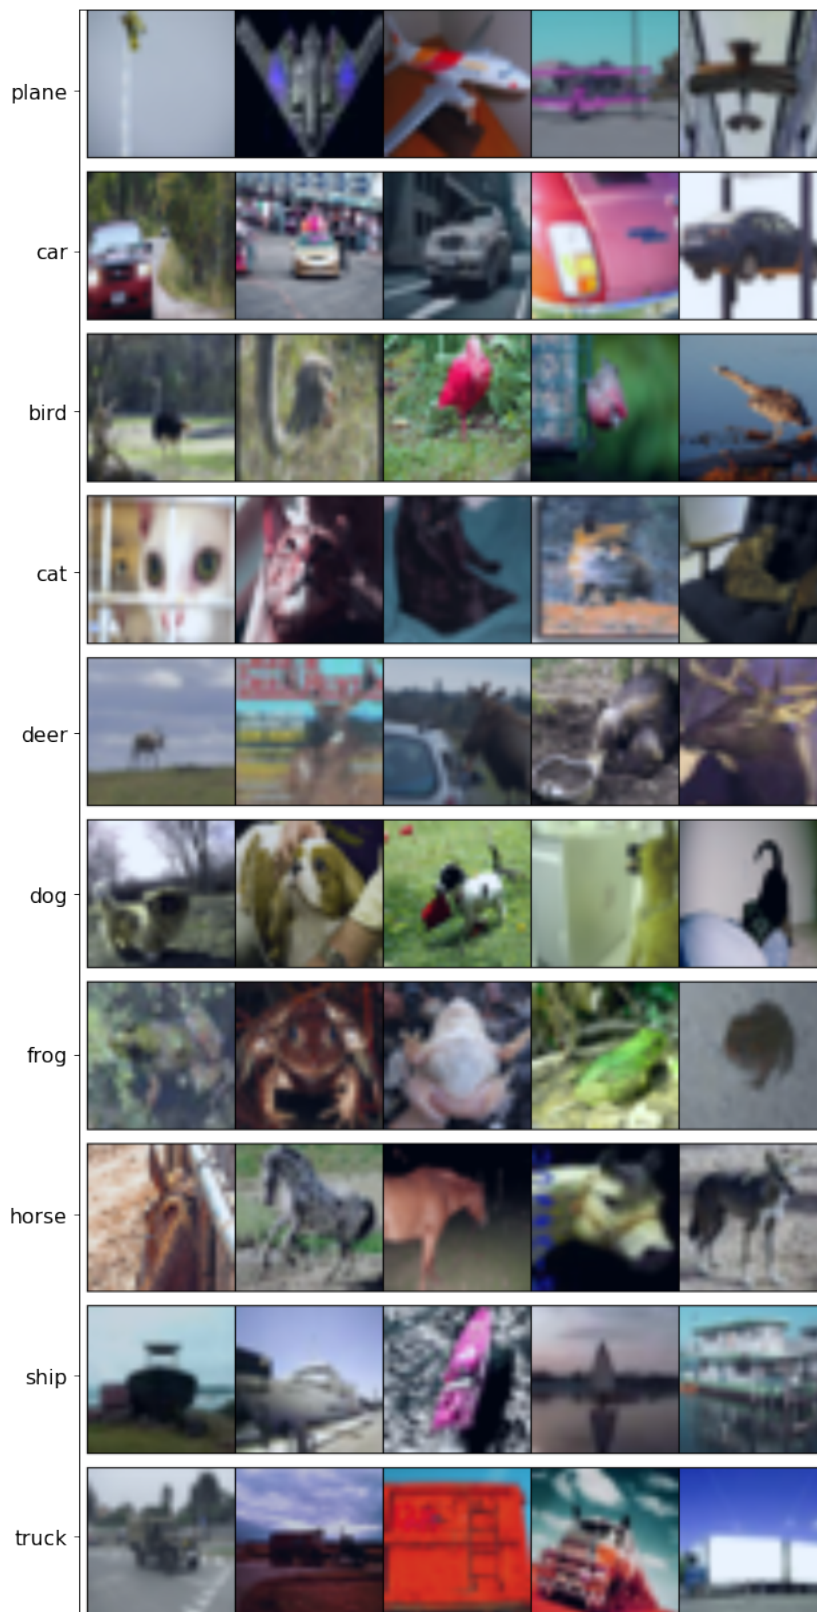 plane
car
bird
cat
deer
dog
frog
horse
ship
truck